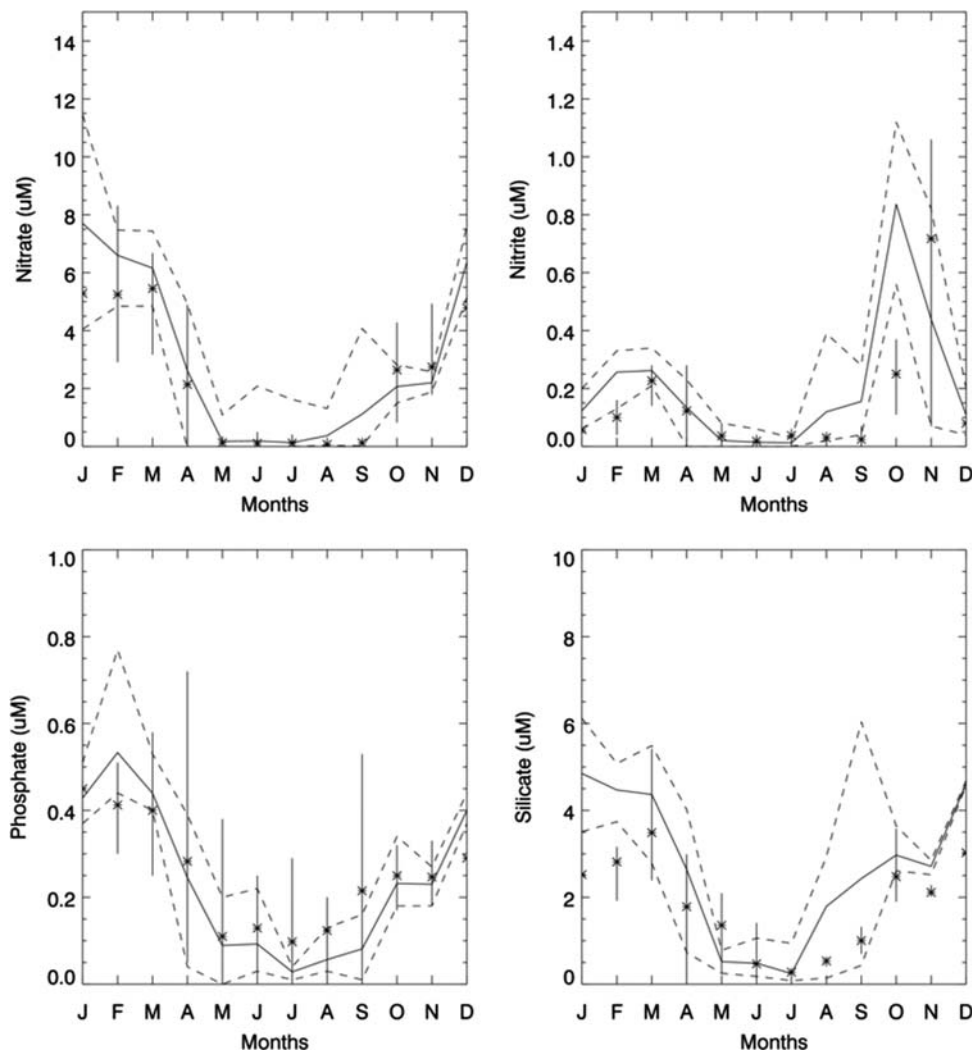 14
12
10
8
6
4
2
0
Nitrate (uM)
J F M A M J J A S O N D
Months
1.4
1.2
1.0
0.8
0.6
0.4
0.2
0.0
Nitrite (uM)
J F M A M J J A S O N D
Months
1.0
0.8
0.6
0.4
0.2
0.0
Phosphate (uM)
J F M A M J J A S O N D
Months
10
8
6
4
2
0
Silicate (uM)
J F M A M J J A S O N D
Months